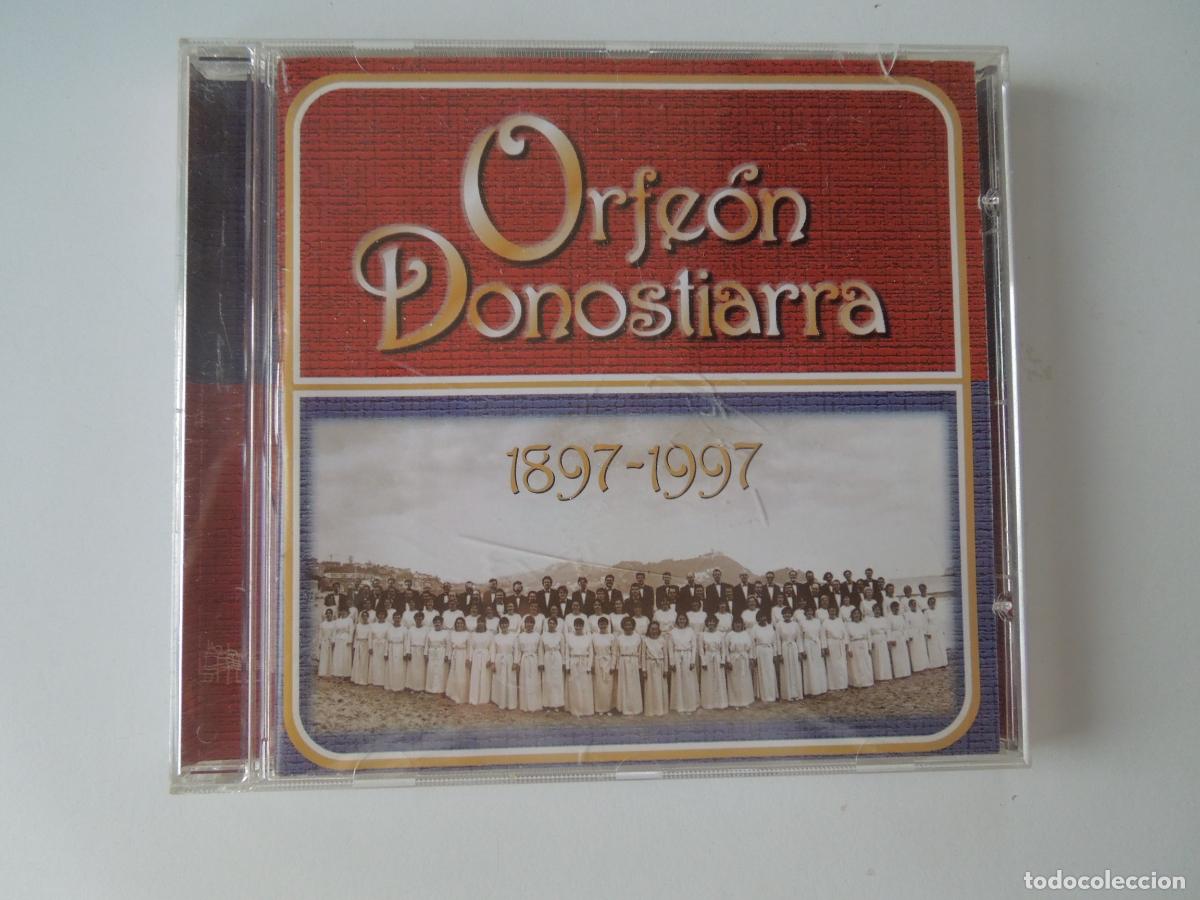 Orfeón
Donostiarra
1897-1997
todocoleccion